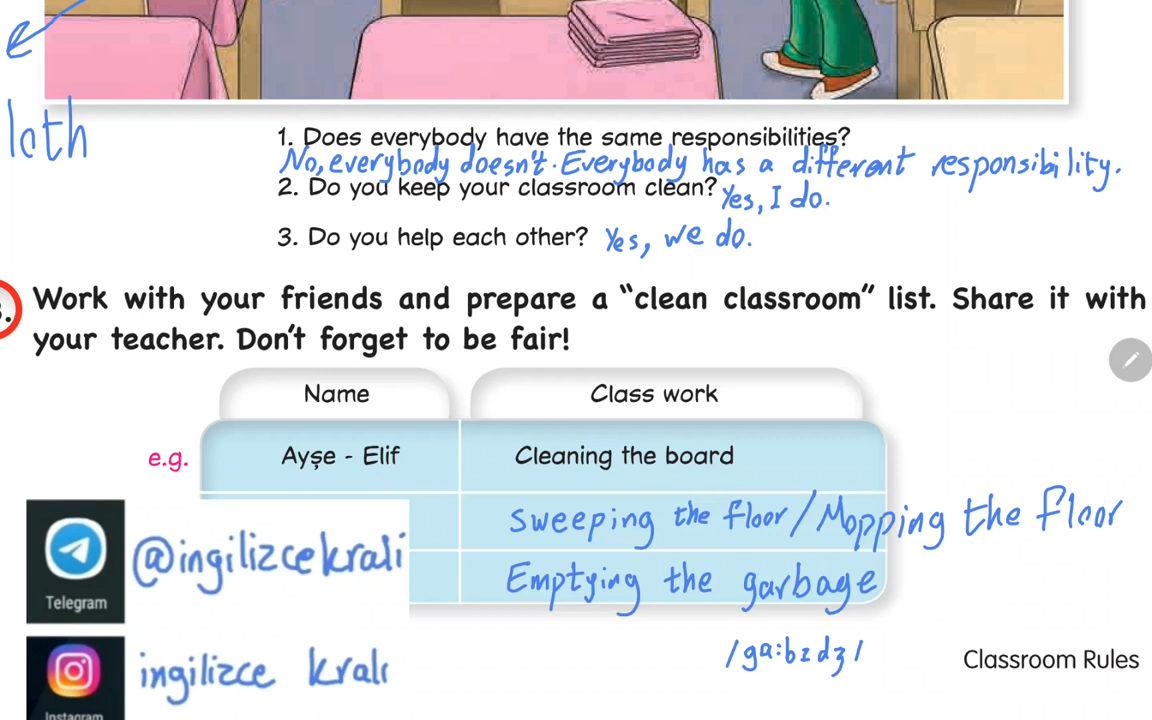 loth
1. Does everybody have the same responsibilities?
No, everybody doesn't. Everybody has a different responsibility.
2. Do you keep your classroom clean? Yes, I do.
3. Do you help each other? Yes, we do.
Work with your friends and prepare a “clean classroom” list. Share it with
your teacher. Don't forget to be fair!
Name Class work
e.g. Ayşe - Elif Cleaning the board
Sweeping the floor/Mopping the floor
@ingilizcekrali
Telegram
Emptying the garbage
/ga:bɪdʒ/
ingilizce kralı
Instagram
Classroom Rules